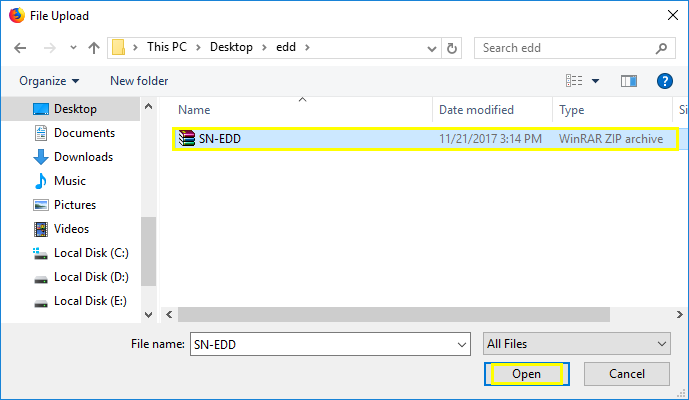 File Upload
This PC > Desktop > edd >
Search edd
Organize
New folder
?
Name
Date modified
Type
Si
SN-EDD
11/21/2017 3:14 PM
WinRAR ZIP archive
Desktop
Documents
Downloads
Music
Pictures
Videos
Local Disk (C:)
Local Disk (D:)
Local Disk (E:)
File name:
SN-EDD
All Files
Open
Cancel